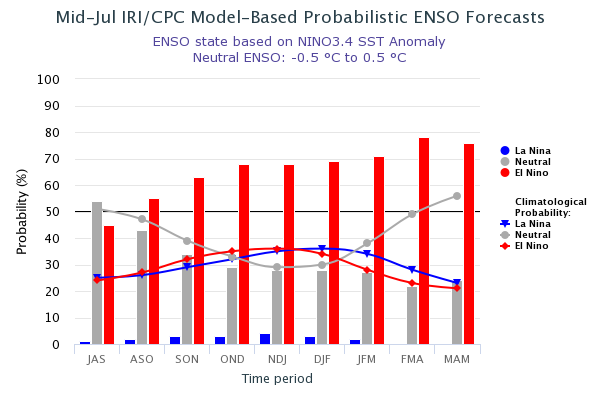 Mid-Jul IRI/CPC Model-Based Probabilistic ENSO Forecasts
ENSO state based on NINO3.4 SST Anomaly
Neutral ENSO: -0.5 °C to 0.5 °C
Probability (%)
100
90
80
70
60
50
40
30
20
10
0
JAS ASO SON OND NDJ DJF JFM FMA MAM
Time period
La Nina
Neutral
El Nino
Climatological
Probability:
La Nina
Neutral
El Nino